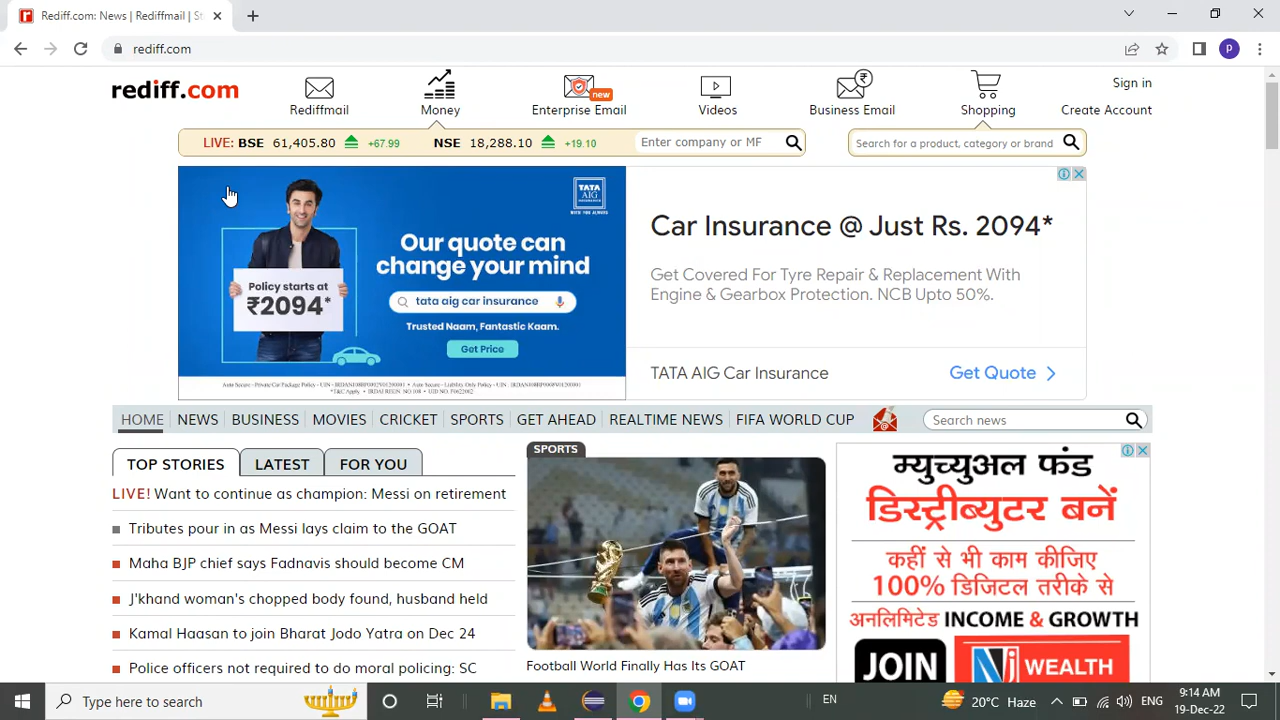 Rediff.com: News | Rediffmail | St
rediff.com
P
rediff.com
Rediffmail
Money
Enterprise Email
new
Videos
Business Email
Shopping
Sign in
Create Account
LIVE: BSE 61,405.80 +67.99 NSE 18,288.10 +19.10
Enter company or MF
Search for a product, category or brand
TATA
AIG
INSURANCE
WITH YOU ALWAYS
Our quote can
change your mind
Policy starts at
₹2094*
tata aig car insurance
Trusted Naam, Fantastic Kaam.
Get Price
Car Insurance @ Just Rs. 2094*
Get Covered For Tyre Repair & Replacement With
Engine & Gearbox Protection. NCB Upto 50%.
TATA AIG Car Insurance
Get Quote
HOME NEWS BUSINESS MOVIES CRICKET SPORTS GET AHEAD REALTIME NEWS FIFA WORLD CUP
Search news
TOP STORIES LATEST FOR YOU
LIVE! Want to continue as champion: Messi on retirement
Tributes pour in as Messi lays claim to the GOAT
Maha BJP chief says Fadnavis should become CM
J'khand woman's chopped body found, husband held
Kamal Haasan to join Bharat Jodo Yatra on Dec 24
Police officers not required to do moral policing: SC
SPORTS
Football World Finally Has Its GOAT
म्युच्युअल फंड
डिस्ट्रीब्युटर बनें
कहीं से भी काम कीजिए
100% डिजिटल तरीके से
अनलिमिटेड INCOME & GROWTH
JOIN
Nj WEALTH
Type here to search
EN
20°C Haze
ENG
9:14 AM
19-Dec-22